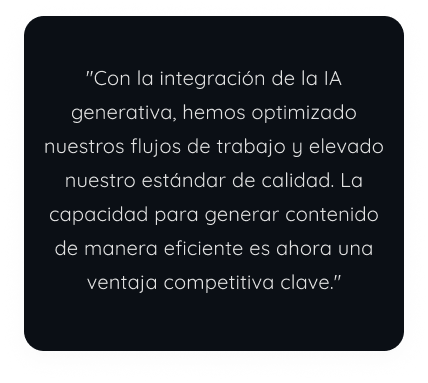 "Con la integración de la IA
generativa, hemos optimizado
nuestros flujos de trabajo y elevado
nuestro estándar de calidad. La
capacidad para generar contenido
de manera eficiente es ahora una
ventaja competitiva clave."